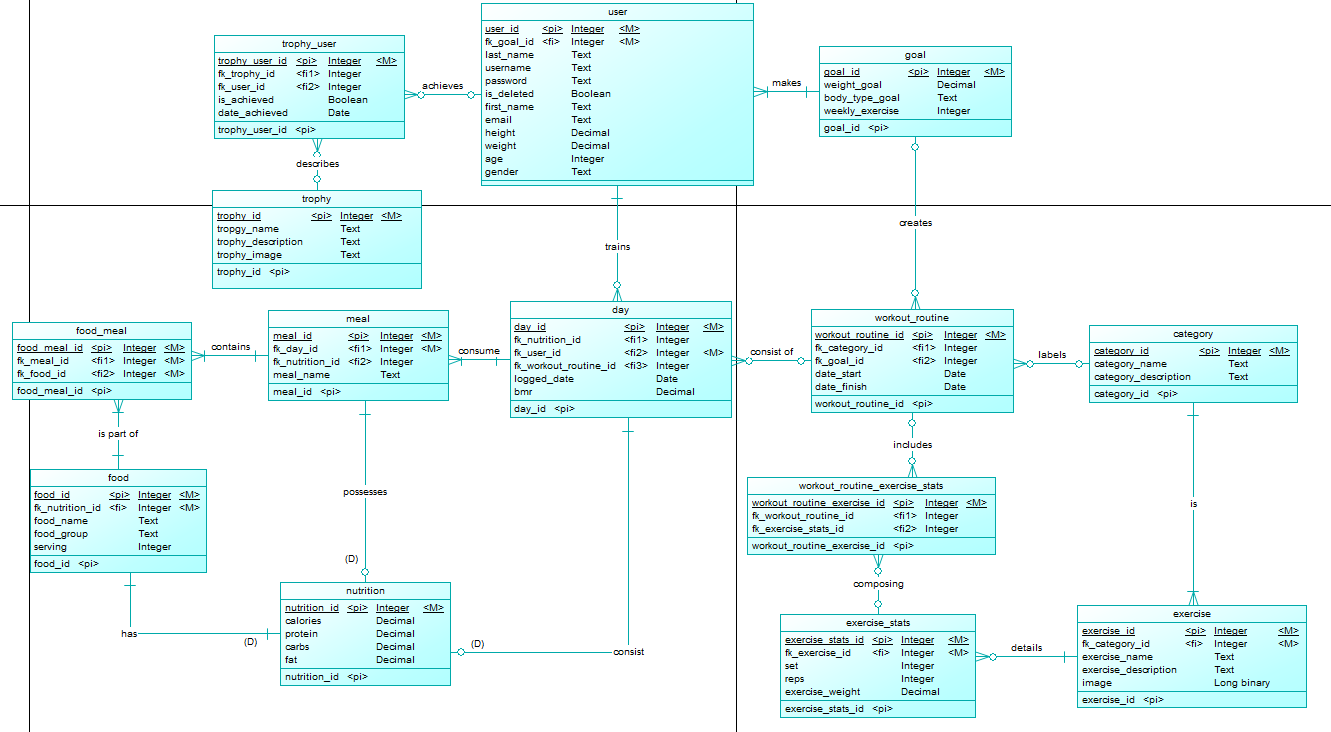 user
user_id <pi> Integer <M>
fk_goal_id <fi> Integer <M>
last_name Text
username Text
password Text
is_deleted Boolean
first_name Text
email Text
height Decimal
weight Decimal
age Integer
gender Text
trophy_user
trophy_user_id <pi> Integer <M>
fk_trophy_id <fi1> Integer
fk_user_id <fi2> Integer
is_achieved Boolean
date_achieved Date
trophy_user_id <pi>
achieves
makes
goal
goal_id <pi> Integer <M>
weight_goal Decimal
body_type_goal Text
weekly_exercise Integer
goal_id <pi>
describes
trophy
trophy_id <pi> Integer <M>
tropgy_name Text
trophy_description Text
trophy_image Text
trophy_id <pi>
trains
creates
food_meal
food_meal_id <pi> Integer <M>
fk_meal_id <fi1> Integer <M>
fk_food_id <fi2> Integer <M>
food_meal_id <pi>
contains
meal
meal_id <pi> Integer <M>
fk_day_id <fi1> Integer <M>
fk_nutrition_id <fi2> Integer
meal_name Text
meal_id <pi>
consume
day
day_id <pi> Integer <M>
fk_nutrition_id <fi1> Integer
fk_user_id <fi2> Integer <M>
fk_workout_routine_id <fi3> Integer
logged_date Date
bmr Decimal
day_id <pi>
consist of
workout_routine
workout_routine_id <pi> Integer <M>
fk_category_id <fi1> Integer
fk_goal_id <fi2> Integer
date_start Date
date_finish Date
workout_routine_id <pi>
labels
category
category_id <pi> Integer <M>
category_name Text
category_description Text
category_id <pi>
is part of
includes
food
food_id <pi> Integer <M>
fk_nutrition_id <fi> Integer <M>
food_name Text
food_group Text
serving Integer
food_id <pi>
possesses
workout_routine_exercise_stats
workout_routine_exercise_id <pi> Integer <M>
fk_workout_routine_id <fi1> Integer
fk_exercise_stats_id <fi2> Integer
workout_routine_exercise_id <pi>
is
(D)
composing
nutrition
nutrition_id <pi> Integer <M>
calories Decimal
protein Decimal
carbs Decimal
fat Decimal
nutrition_id <pi>
has
(D)
(D)
consist
exercise_stats
exercise_stats_id <pi> Integer <M>
fk_exercise_id <fi> Integer <M>
set Integer
reps Integer
exercise_weight Decimal
exercise_stats_id <pi>
details
exercise
exercise_id <pi> Integer <M>
fk_category_id <fi> Integer <M>
exercise_name Text
exercise_description Text
image Long binary
exercise_id <pi>